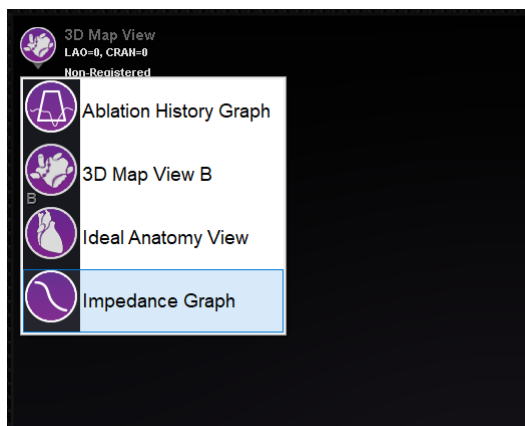 3D Map View
LAO=0, CRAN=0
Non-Registered
Ablation History Graph
3D Map View B
B
Ideal Anatomy View
Impedance Graph